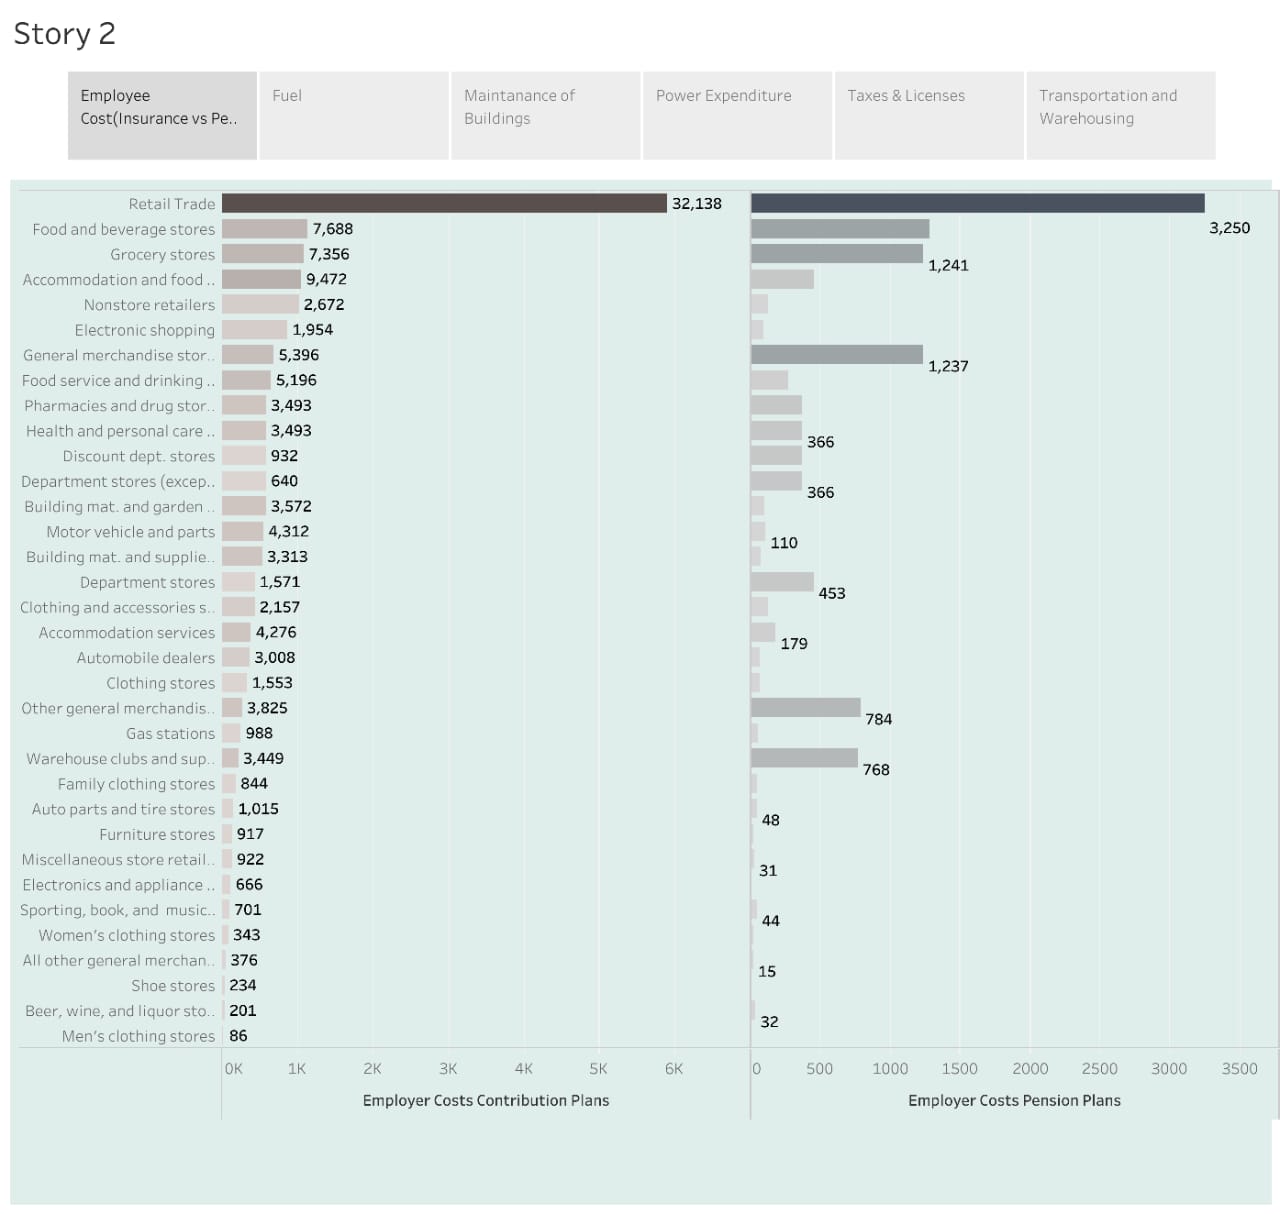 Story 2
Employee
Cost(Insurance vs Pe..
Fuel
Maintanance of
Buildings
Power Expenditure
Taxes & Licenses
Transportation and
Warehousing
Retail Trade 32,138 3,250
Food and beverage stores 7,688
Grocery stores 7,356 1,241
Accommodation and food .. 9,472
Nonstore retailers 2,672
Electronic shopping 1,954
General merchandise stor.. 5,396 1,237
Food service and drinking .. 5,196
Pharmacies and drug stor.. 3,493
Health and personal care .. 3,493 366
Discount dept. stores 932
Department stores (excep.. 640 366
Building mat. and garden .. 3,572
Motor vehicle and parts 4,312 110
Building mat. and supplie.. 3,313
Department stores 1,571 453
Clothing and accessories s.. 2,157
Accommodation services 4,276 179
Automobile dealers 3,008
Clothing stores 1,553
Other general merchandis.. 3,825 784
Gas stations 988
Warehouse clubs and sup.. 3,449 768
Family clothing stores 844
Auto parts and tire stores 1,015 48
Furniture stores 917
Miscellaneous store retail.. 922 31
Electronics and appliance .. 666
Sporting, book, and music.. 701 44
Women's clothing stores 343
All other general merchan.. 376 15
Shoe stores 234
Beer, wine, and liquor sto.. 201 32
Men's clothing stores 86
0K 1K 2K 3K 4K 5K 6K 0 500 1000 1500 2000 2500 3000 3500
Employer Costs Contribution Plans Employer Costs Pension Plans